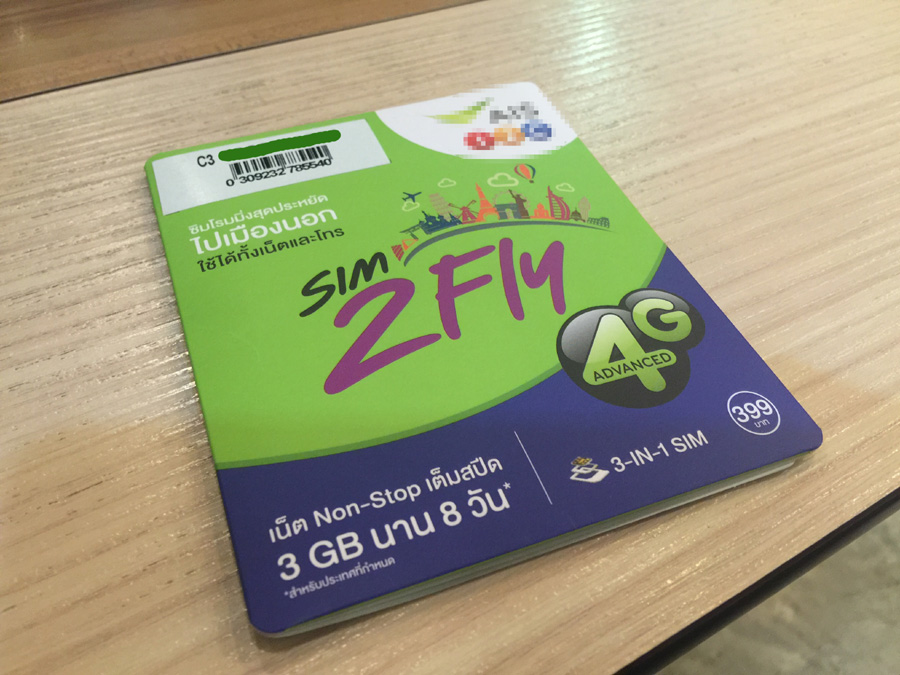 C3
0 309232 785540
ซิมโรมมิ่งสุดประหยัด
ไปเมืองนอก
ใช้ได้ทั้งเน็ตและโทร
SIM
2Fly
4G
ADVANCED
399
บาท
3-IN-1 SIM
เน็ต Non-Stop เต็มสปีด
3 GB นาน 8 วัน*
*สำหรับประเทศที่กำหนด